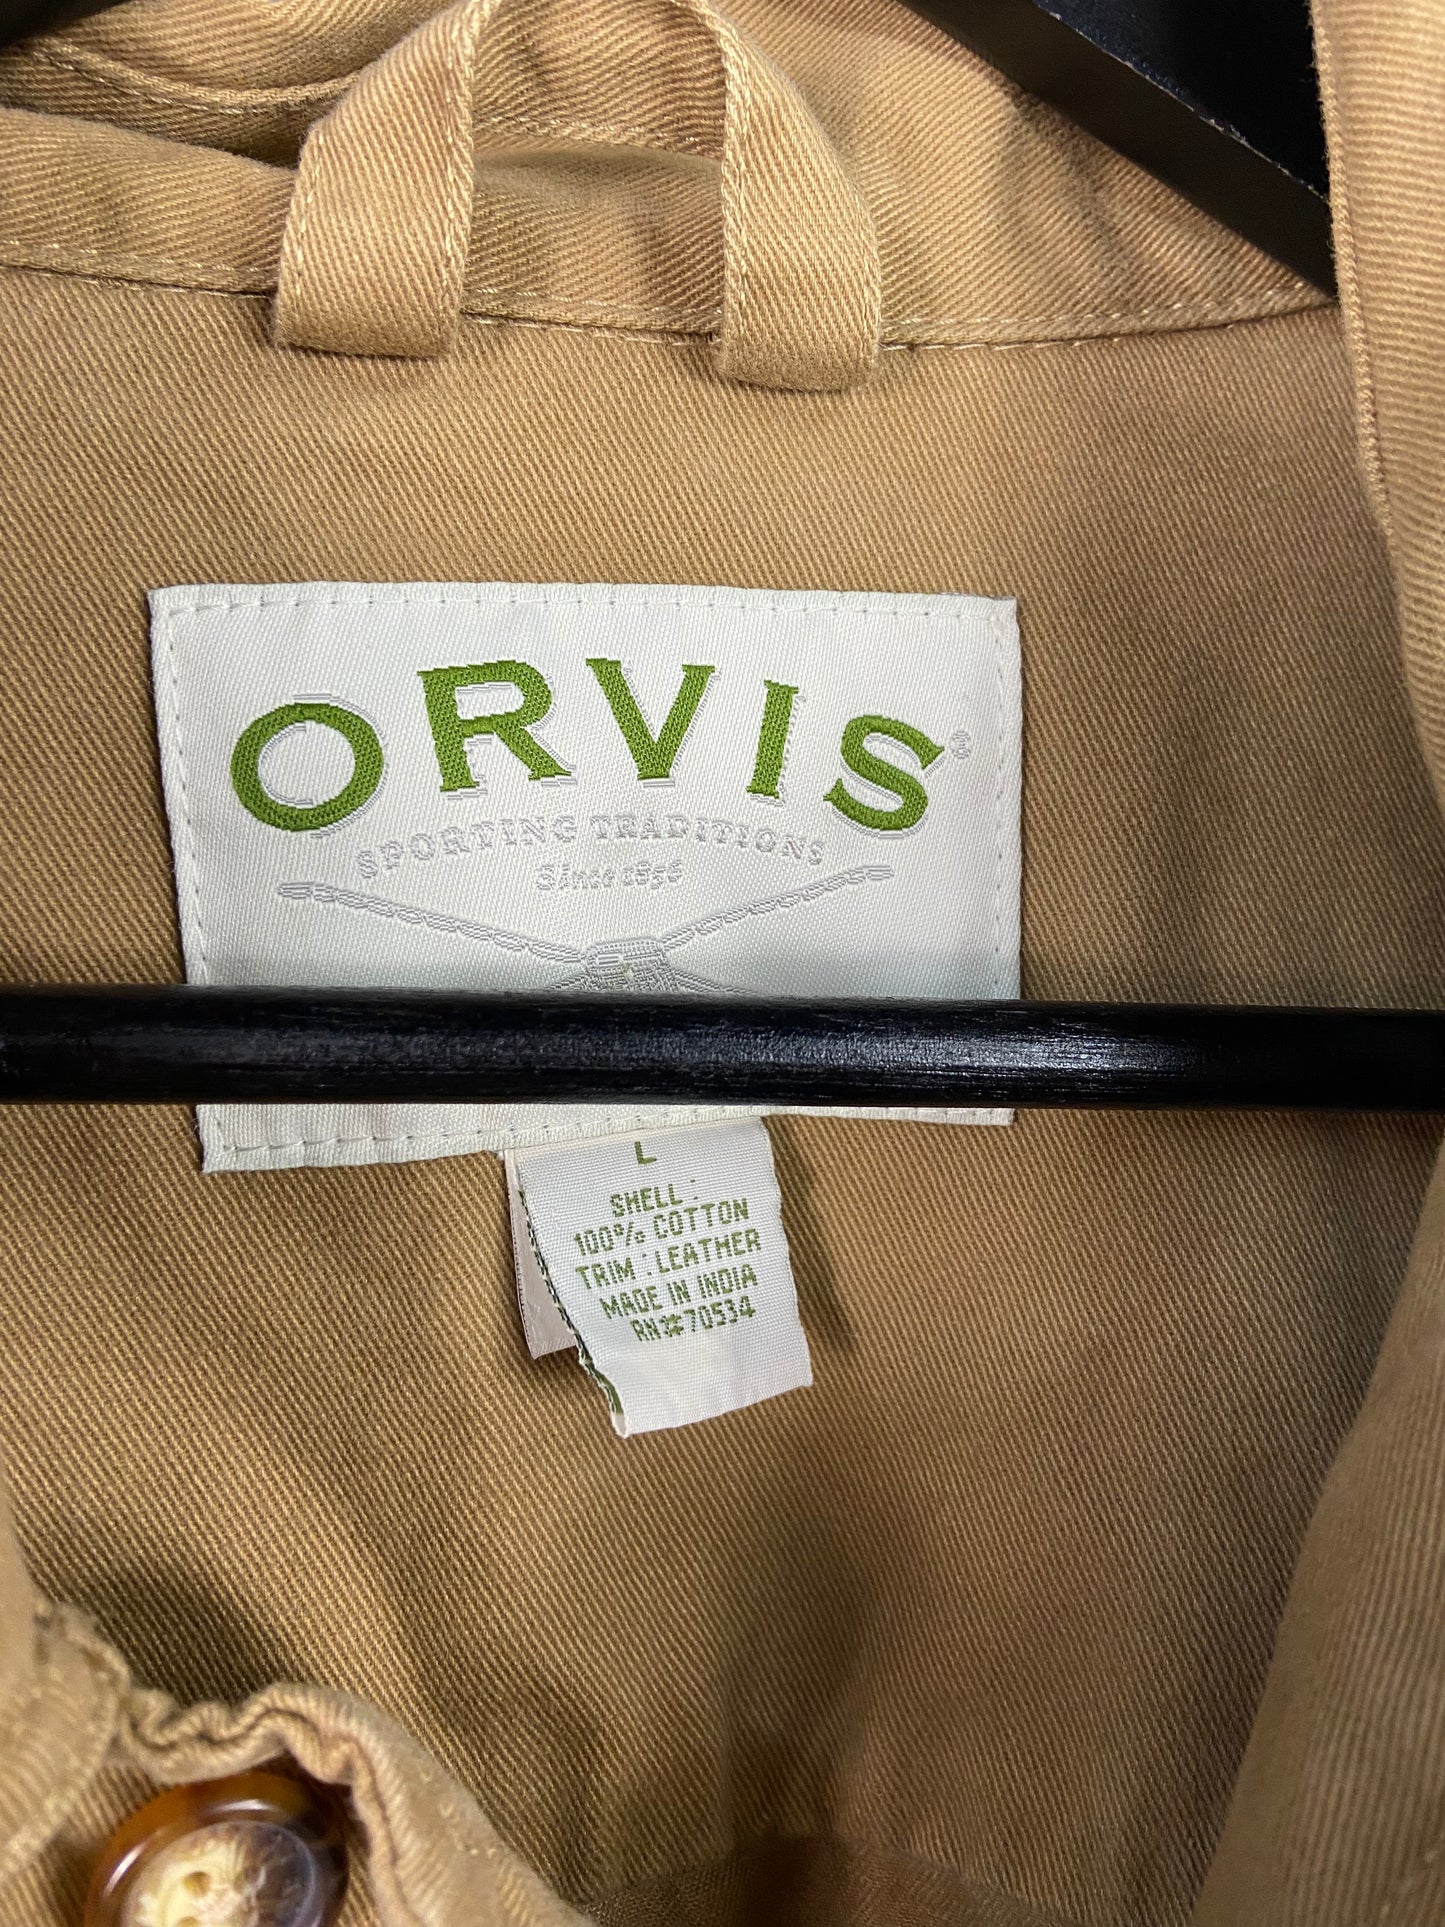 ORVIS®
SPORTING TRADITIONS
Since 1856
L
SHELL :
100% COTTON
TRIM : LEATHER
MADE IN INDIA
RN#70534